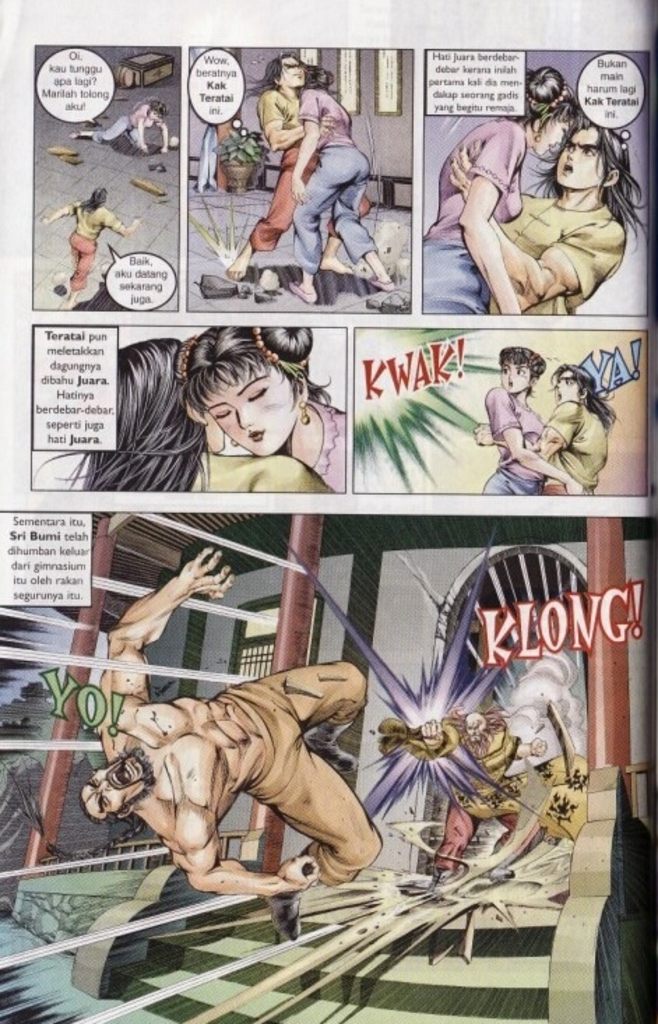 Oi,
kau tunggu
apa lagi?
Marilah tolong
aku!
Baik,
aku datang
sekarang
juga.
Wow,
beratnya
Kak
Teratai
ini.
Hati Juara berdebar-
debar kerana inilah
pertama kali dia men-
dakap seorang gadis
yang begitu remaja.
Bukan
main
harum lagi
Kak Teratai
ini.
Teratai pun
meletakkan
dagungnya
dibahu Juara.
Hatinya
berdebar-debar,
seperti juga
hati Juara.
KWAK!
YA!
Sementara itu,
Sri Bumi telah
dihumban keluar
dari gimnasium
itu oleh rakan
segurunya itu.
YO!
KLONG!